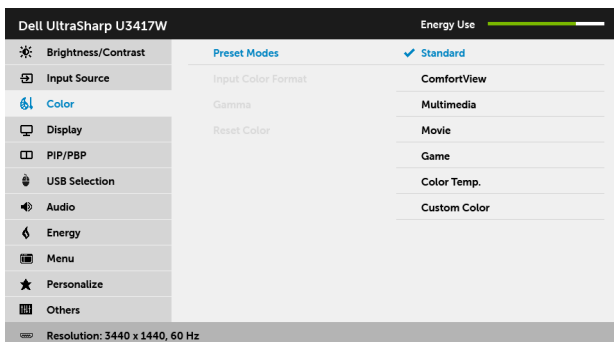 Dell UltraSharp U3417W
Energy Use
Brightness/Contrast
Input Source
Color
Display
PIP/PBP
USB Selection
Audio
Energy
Menu
Personalize
Others
Preset Modes
Input Color Format
Gamma
Reset Color
Standard
ComfortView
Multimedia
Movie
Game
Color Temp.
Custom Color
Resolution: 3440 x 1440, 60 Hz